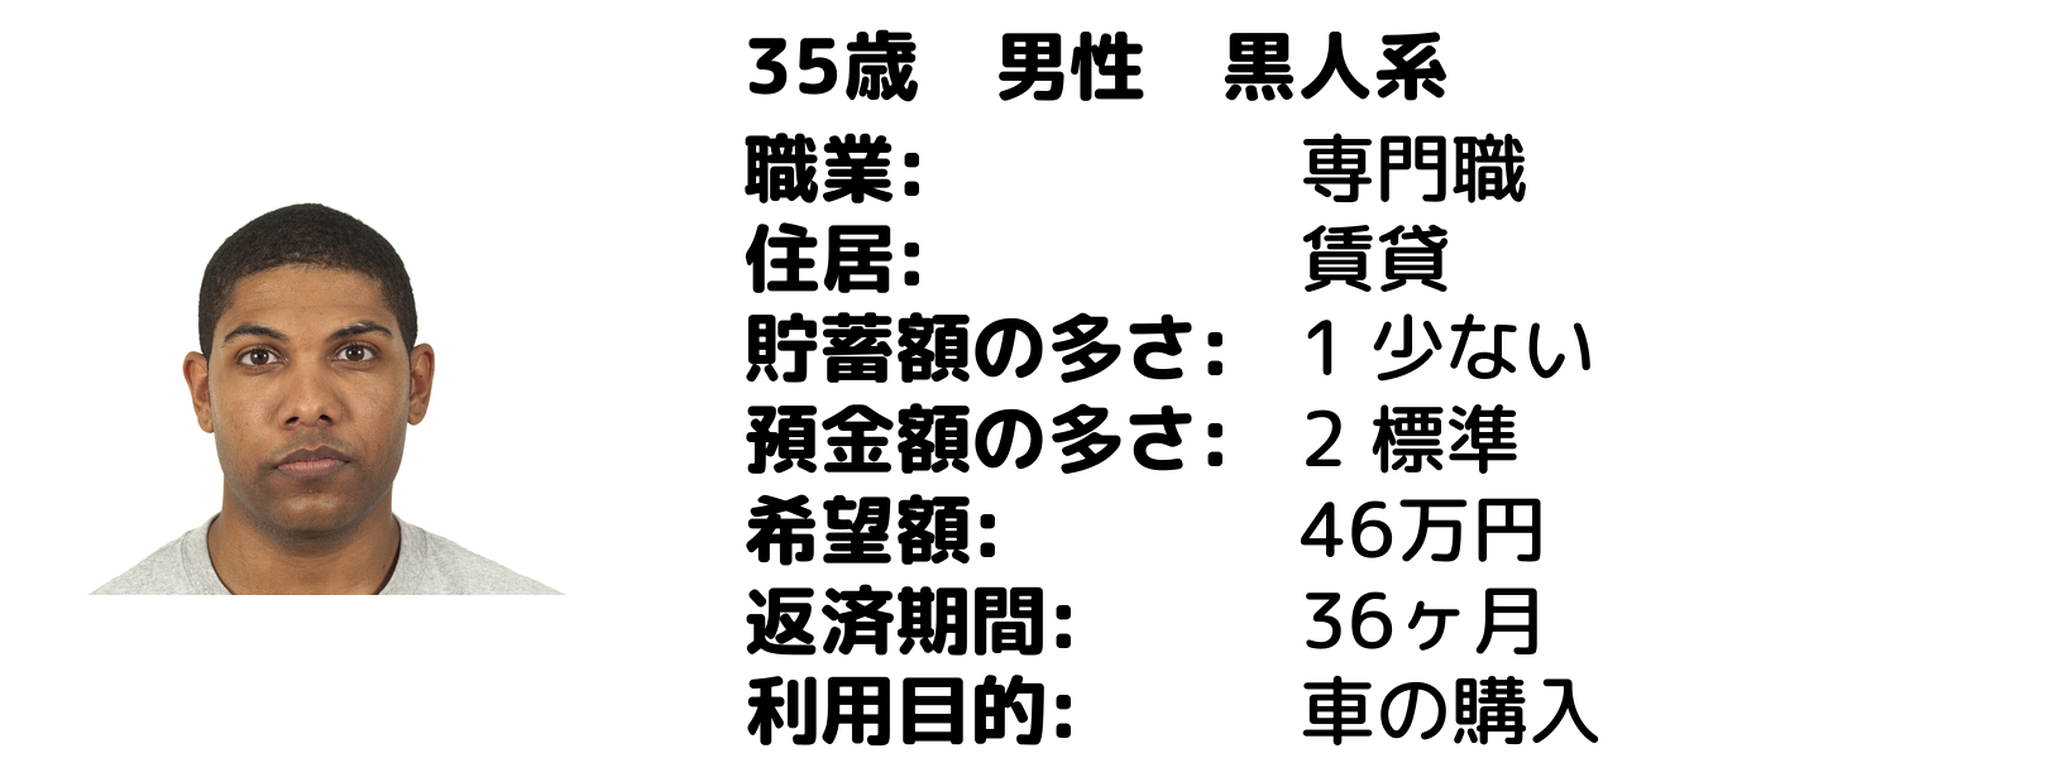 35歳　男性　黒人系
職業: 専門職
住居: 賃貸
貯蓄額の多さ: 1 少ない
預金額の多さ: 2 標準
希望額: 46万円
返済期間: 36ヶ月
利用目的: 車の購入